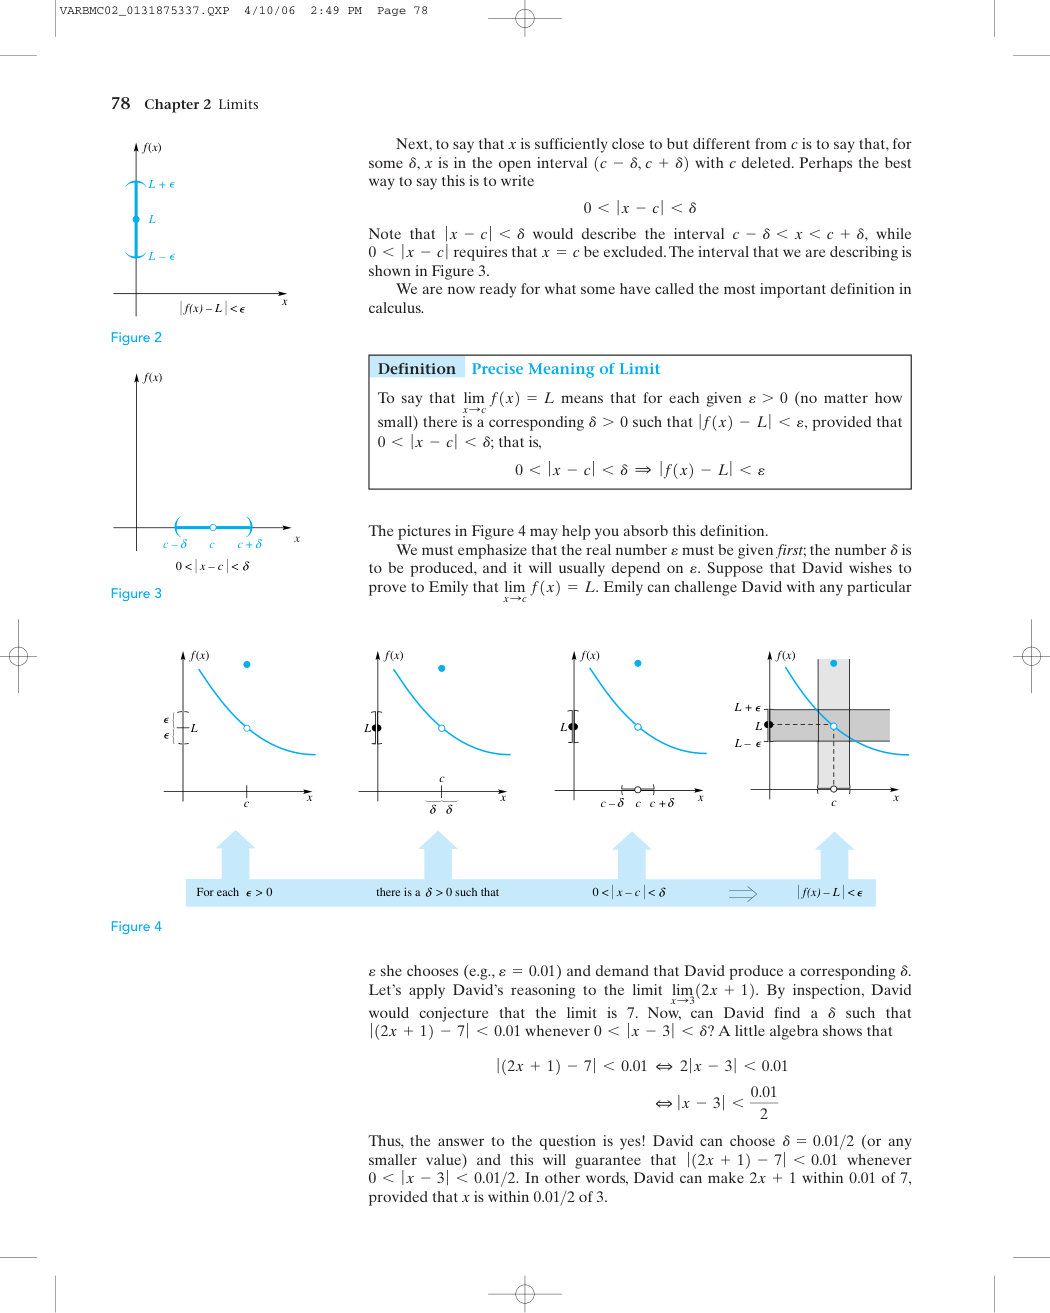 VARBMC02_0131875337.QXP 4/10/06 2:49 PM Page 78
78 Chapter 2 Limits
f(x)
L + ϵ
L
L – ϵ
x
|f(x) – L| < ϵ
Figure 2
f(x)
c – δ c c + δ
x
0 < |x – c| < δ
Figure 3
Next, to say that x is sufficiently close to but different from c is to say that, for
some δ, x is in the open interval (c − δ, c + δ) with c deleted. Perhaps the best
way to say this is to write
0 < |x − c| < δ
Note that |x − c| < δ would describe the interval c − δ < x < c + δ, while
0 < |x − c| requires that x = c be excluded. The interval that we are describing is
shown in Figure 3.
We are now ready for what some have called the most important definition in
calculus.
Definition Precise Meaning of Limit
To say that lim f(x) = L means that for each given ε > 0 (no matter how
x→c
small) there is a corresponding δ > 0 such that |f(x) − L| < ε, provided that
0 < |x − c| < δ; that is,
0 < |x − c| < δ ⇒ |f(x) − L| < ε
The pictures in Figure 4 may help you absorb this definition.
We must emphasize that the real number ε must be given first; the number δ is
to be produced, and it will usually depend on ε. Suppose that David wishes to
prove to Emily that lim f(x) = L. Emily can challenge David with any particular
x→c
f(x)
ϵ
ϵ
L
c
x
f(x)
L
c
δ δ
x
f(x)
L
c – δ c c + δ
x
f(x)
L + ϵ
L
L – ϵ
c
x
For each ϵ > 0 there is a δ > 0 such that 0 < |x – c| < δ ⇒ |f(x) – L| < ϵ
Figure 4
ε she chooses (e.g., ε = 0.01) and demand that David produce a corresponding δ.
Let's apply David's reasoning to the limit lim (2x + 1). By inspection, David
x→3
would conjecture that the limit is 7. Now, can David find a δ such that
|(2x + 1) − 7| < 0.01 whenever 0 < |x − 3| < δ? A little algebra shows that
|(2x + 1) − 7| < 0.01 ⇔ 2|x − 3| < 0.01
⇔ |x − 3| < 0.01
2
Thus, the answer to the question is yes! David can choose δ = 0.01/2 (or any
smaller value) and this will guarantee that |(2x + 1) − 7| < 0.01 whenever
0 < |x − 3| < 0.01/2. In other words, David can make 2x + 1 within 0.01 of 7,
provided that x is within 0.01/2 of 3.